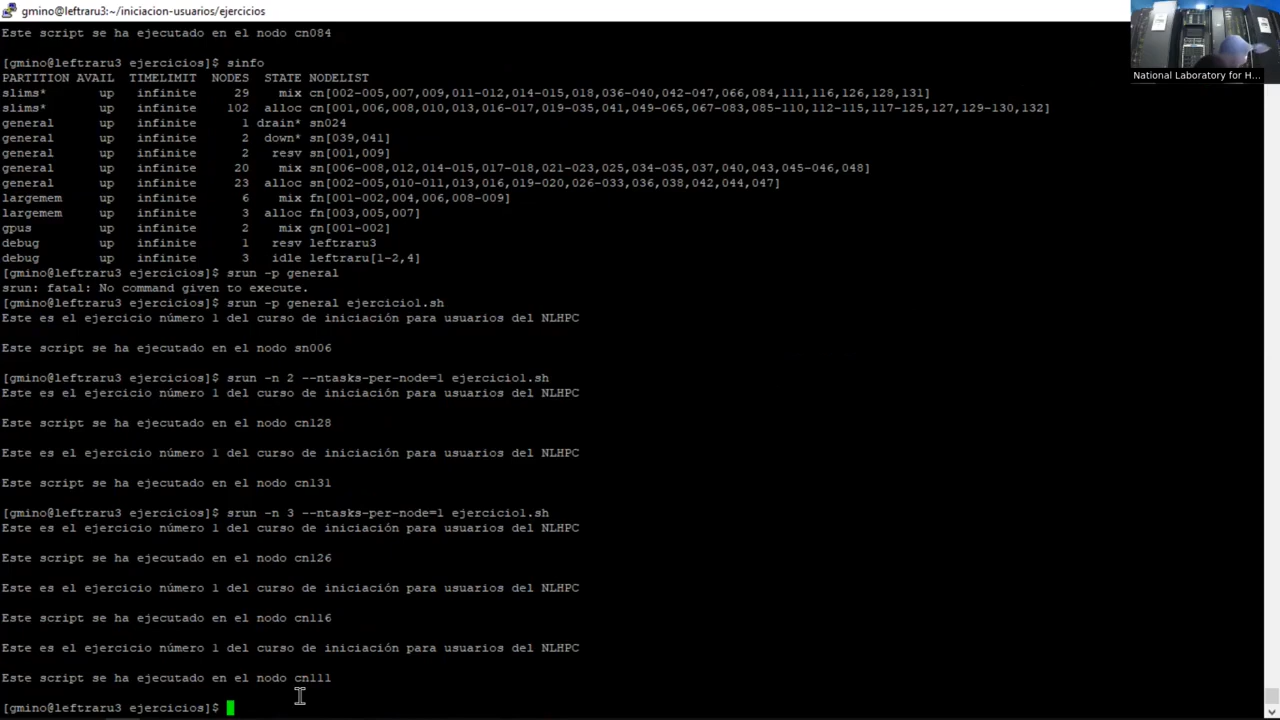 gmino@leftraru3:~/iniciacion-usuarios/ejercicios
National Laboratory for H...
Este script se ha ejecutado en el nodo cn084
[gmino@leftraru3 ejercicios]$ sinfo
PARTITION AVAIL  TIMELIMIT  NODES  STATE NODELIST
slims*       up   infinite     29    mix cn[002-005,007,009,011-012,014-015,018,036-040,042-047,066,084,111,116,126,128,131]
slims*       up   infinite    102  alloc cn[001,006,008,010,013,016-017,019-035,041,049-065,067-083,085-110,112-115,117-125,127,129-130,132]
general      up   infinite      1 drain* sn024
general      up   infinite      2  down* sn[039,041]
general      up   infinite      2   resv sn[001,009]
general      up   infinite     20    mix sn[006-008,012,014-015,017-018,021-023,025,034-035,037,040,043,045-046,048]
general      up   infinite     23  alloc sn[002-005,010-011,013,016,019-020,026-033,036,038,042,044,047]
largemem     up   infinite      6    mix fn[001-002,004,006,008-009]
largemem     up   infinite      3  alloc fn[003,005,007]
gpus         up   infinite      2    mix gn[001-002]
debug        up   infinite      1   resv leftraru3
debug        up   infinite      3   idle leftraru[1-2,4]
[gmino@leftraru3 ejercicios]$ srun -p general
srun: fatal: No command given to execute.
[gmino@leftraru3 ejercicios]$ srun -p general ejercicio1.sh
Este es el ejercicio número 1 del curso de iniciación para usuarios del NLHPC
Este script se ha ejecutado en el nodo sn006
[gmino@leftraru3 ejercicios]$ srun -n 2 --ntasks-per-node=1 ejercicio1.sh
Este es el ejercicio número 1 del curso de iniciación para usuarios del NLHPC
Este script se ha ejecutado en el nodo cn128
Este es el ejercicio número 1 del curso de iniciación para usuarios del NLHPC
Este script se ha ejecutado en el nodo cn131
[gmino@leftraru3 ejercicios]$ srun -n 3 --ntasks-per-node=1 ejercicio1.sh
Este es el ejercicio número 1 del curso de iniciación para usuarios del NLHPC
Este script se ha ejecutado en el nodo cn126
Este es el ejercicio número 1 del curso de iniciación para usuarios del NLHPC
Este script se ha ejecutado en el nodo cn116
Este es el ejercicio número 1 del curso de iniciación para usuarios del NLHPC
Este script se ha ejecutado en el nodo cn111
[gmino@leftraru3 ejercicios]$